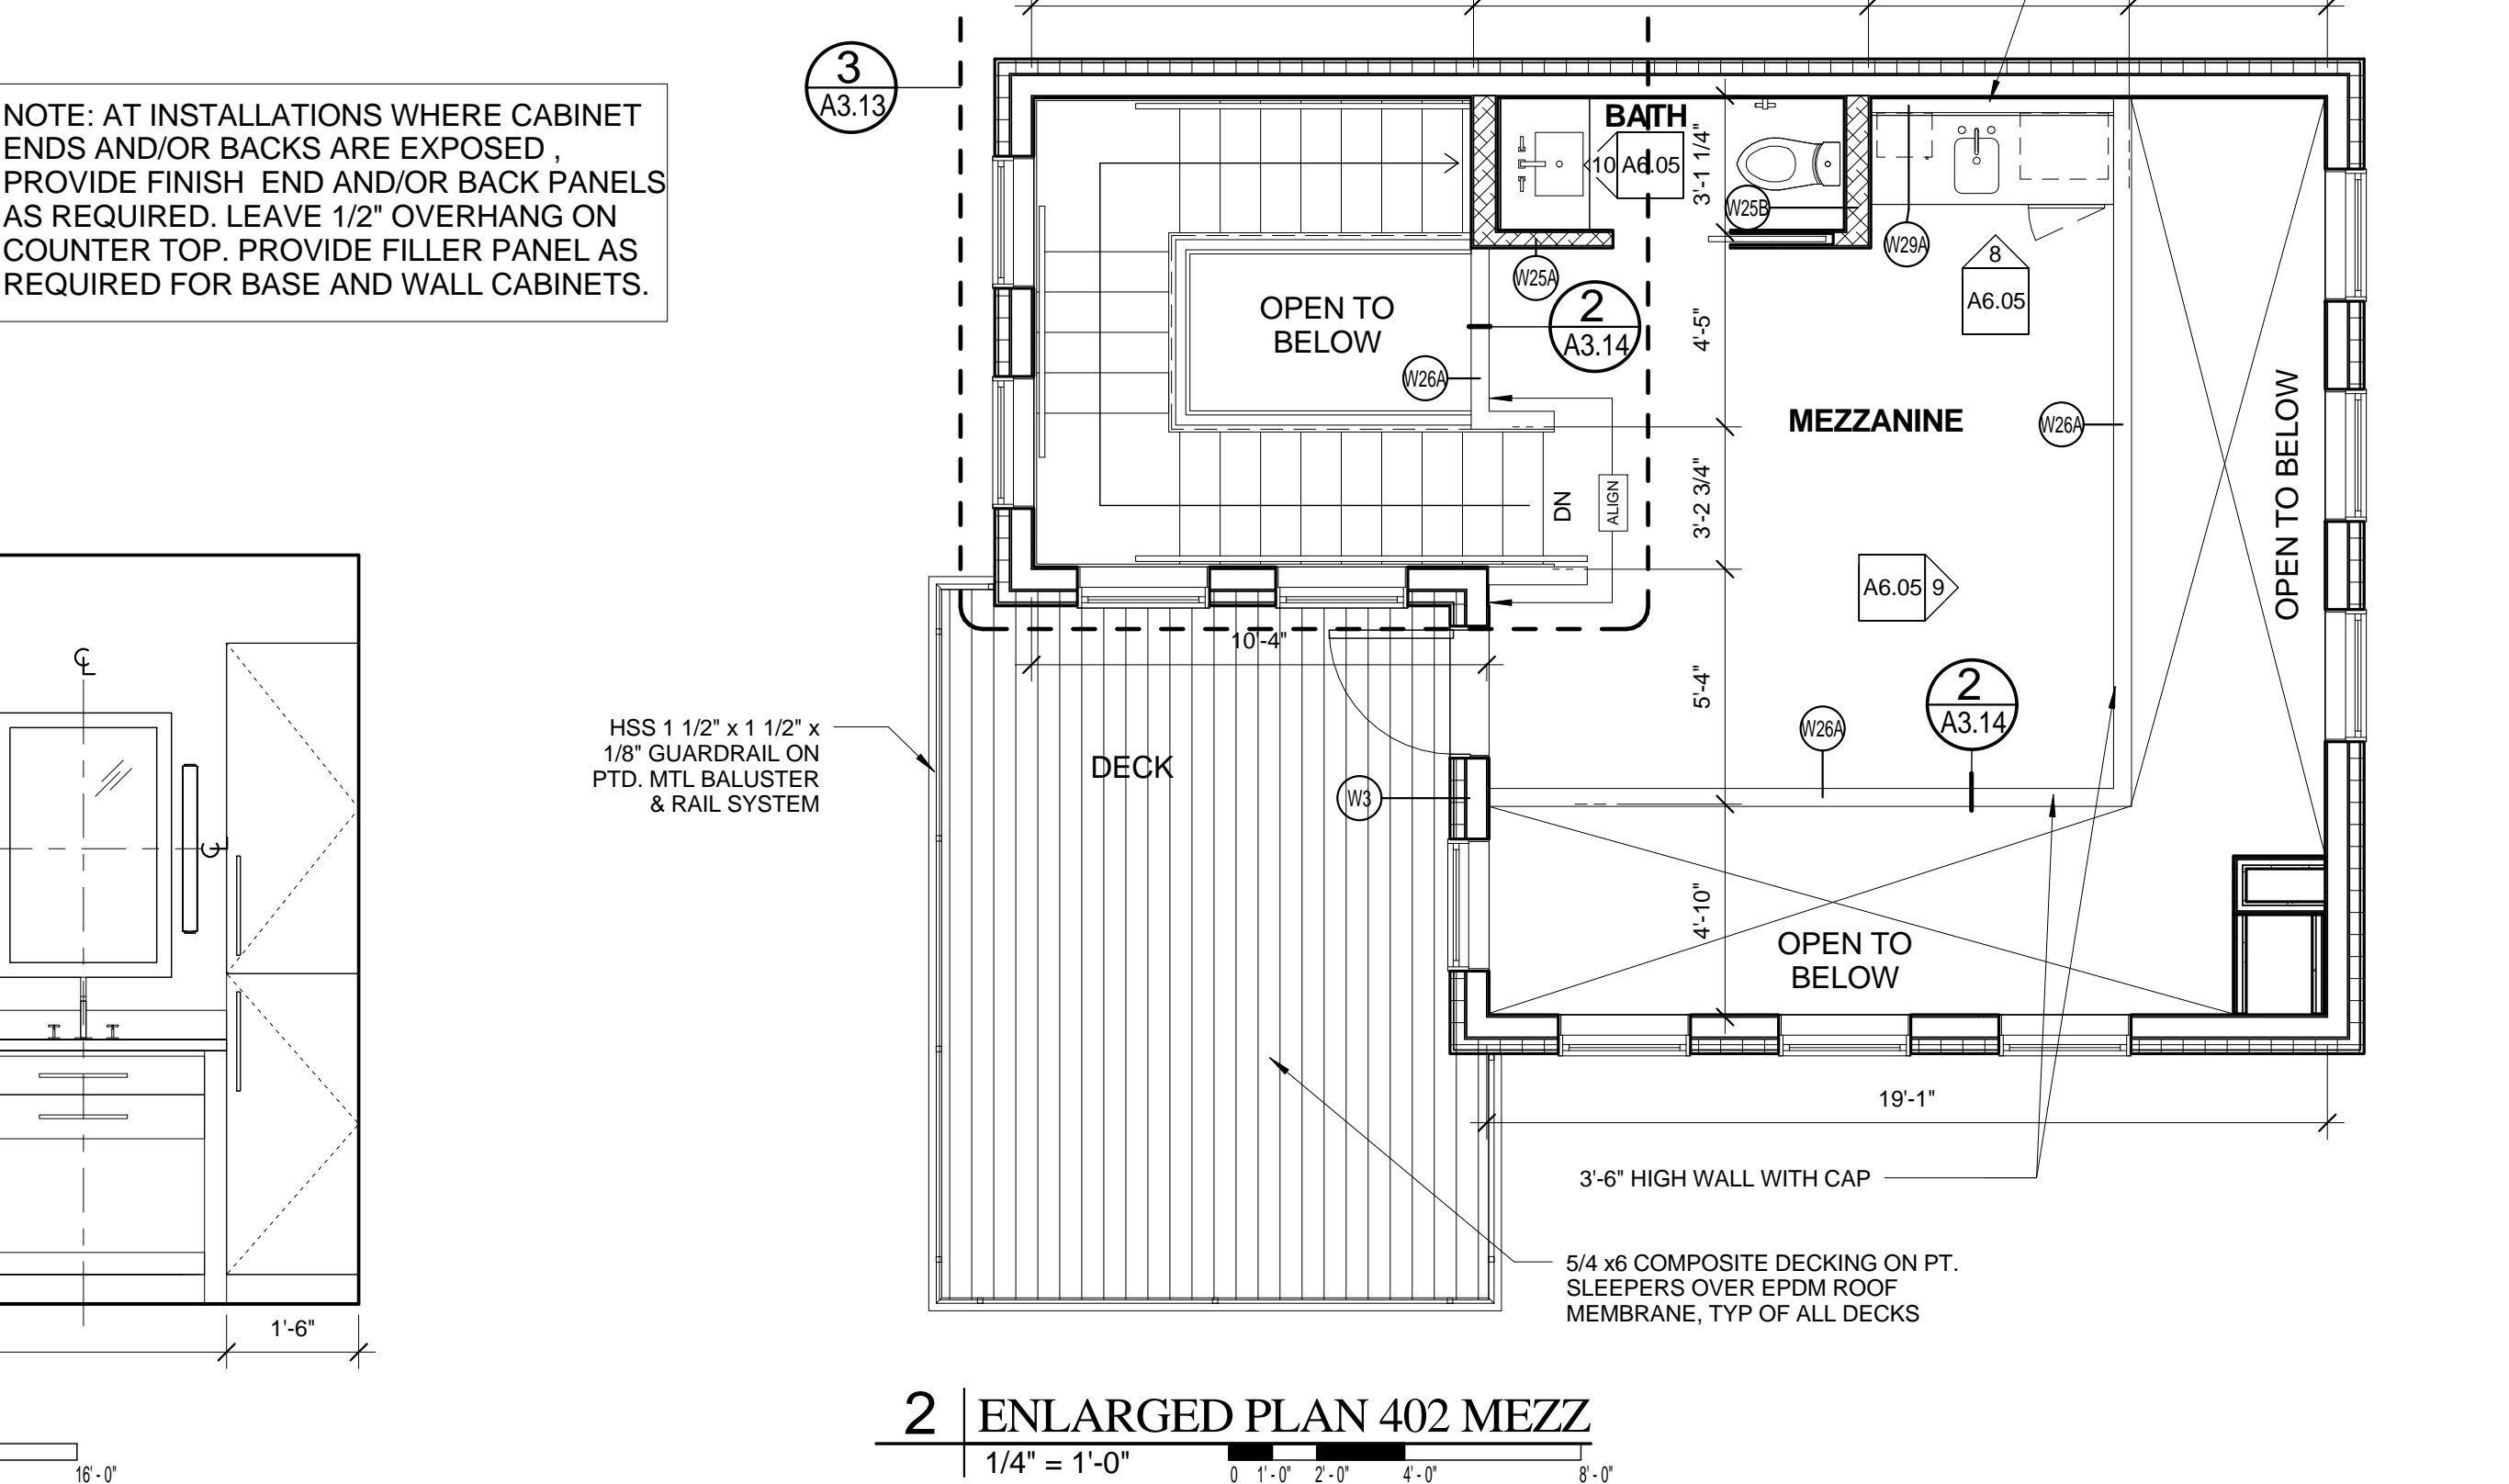 NOTE: AT INSTALLATIONS WHERE CABINET
ENDS AND/OR BACKS ARE EXPOSED ,
PROVIDE FINISH END AND/OR BACK PANELS
AS REQUIRED. LEAVE 1/2" OVERHANG ON
COUNTER TOP. PROVIDE FILLER PANEL AS
REQUIRED FOR BASE AND WALL CABINETS.
3
A3.13
BATH
10 A6.05
3'-1 1/4"
W25B
W29A
W25A
8
A6.05
OPEN TO
BELOW
2
A3.14
4'-5"
W26A
MEZZANINE
W26A
OPEN TO BELOW
DN
ALIGN
3'-2 3/4"
A6.05 9
10'-4"
5'-4"
2
A3.14
W26A
HSS 1 1/2" x 1 1/2" x
1/8" GUARDRAIL ON
PTD. MTL BALUSTER
& RAIL SYSTEM
DECK
W3
4'-10"
OPEN TO
BELOW
CL
CL
19'-1"
3'-6" HIGH WALL WITH CAP
5/4 x6 COMPOSITE DECKING ON PT.
SLEEPERS OVER EPDM ROOF
MEMBRANE, TYP OF ALL DECKS
1'-6"
16' - 0"
2 ENLARGED PLAN 402 MEZZ
1/4" = 1'-0"
0 1' - 0" 2' - 0" 4' - 0" 8' - 0"